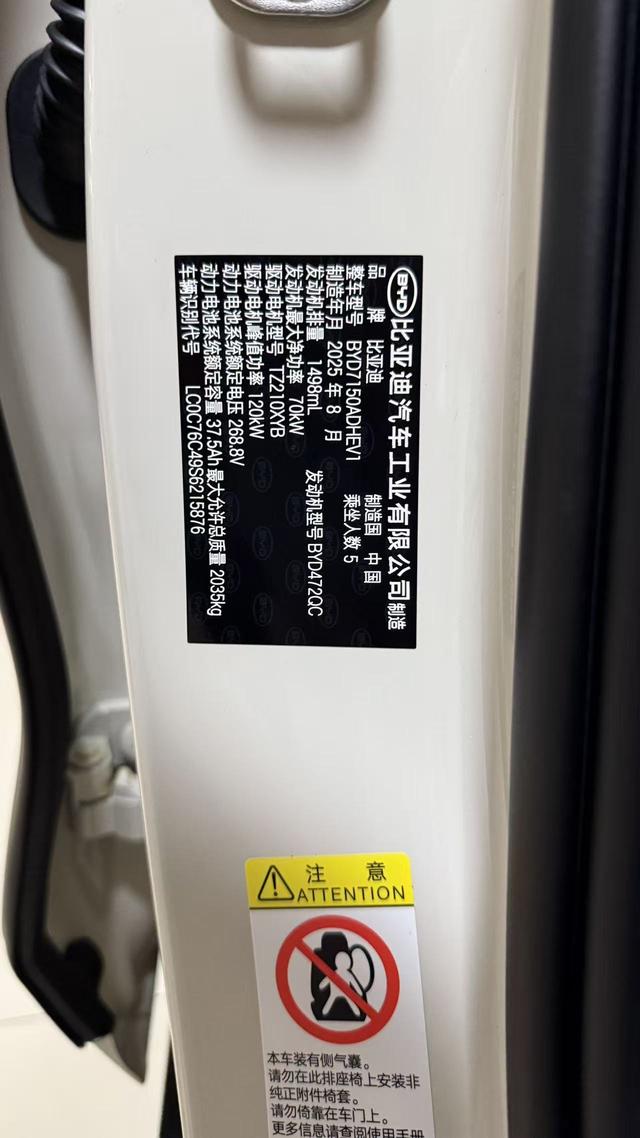 BYD 比亚迪汽车工业有限公司 制造
品 牌 比亚迪 制造国 中国
整车型号 BYD7150ADHEV1 乘坐人数 5
制造年月 2025 年 8 月
发动机排量 1498mL 发动机型号 BYD472QC
发动机最大净功率 70kW
驱动电机型号 TZ210XYB
驱动电机峰值功率 120kW
动力电池系统额定电压 268.8V
动力电池系统额定容量 37.5Ah 最大允许总质量 2035kg
车辆识别代号 LC0C76C49S6215876
注 意
ATTENTION
本车装有侧气囊。
请勿在此排座椅上安装非
纯正附件椅套。
请勿倚靠在车门上。
更多信息请查阅使用手册